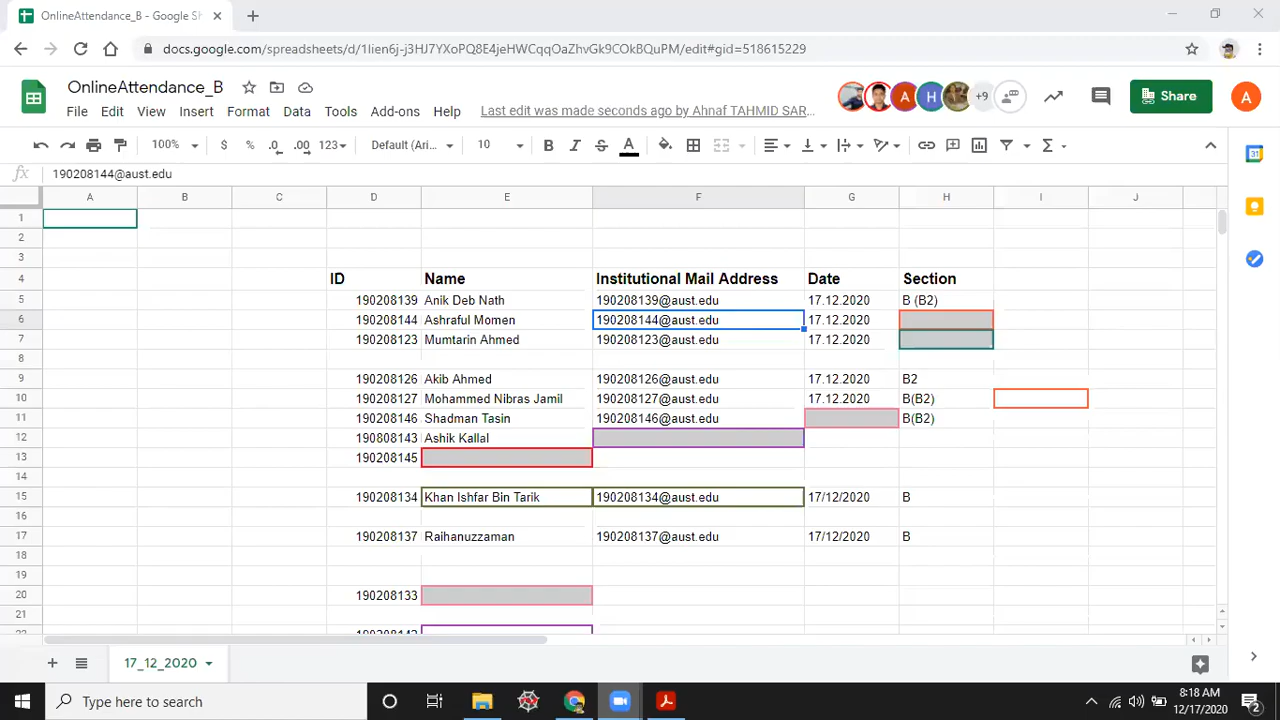 OnlineAttendance_B - Google Sh
docs.google.com/spreadsheets/d/1lien6j-j3HJ7YXoPQ8E4jeHWCqqOaZhvGk9COkBQuPM/edit#gid=518615229
OnlineAttendance_B
File Edit View Insert Format Data Tools Add-ons Help Last edit was made seconds ago by Ahnaf TAHMID SAR...
A H +9 Share A
100% $ % .0 .00 123 Default (Ari... 10 B I S A
fx 190208144@aust.edu
A B C D E F G H I J
1
2
3
4 ID Name Institutional Mail Address Date Section
5 190208139 Anik Deb Nath 190208139@aust.edu 17.12.2020 B (B2)
6 190208144 Ashraful Momen 190208144@aust.edu 17.12.2020
7 190208123 Mumtarin Ahmed 190208123@aust.edu 17.12.2020
8
9 190208126 Akib Ahmed 190208126@aust.edu 17.12.2020 B2
10 190208127 Mohammed Nibras Jamil 190208127@aust.edu 17.12.2020 B(B2)
11 190208146 Shadman Tasin 190208146@aust.edu B(B2)
12 190808143 Ashik Kallal
13 190208145
14
15 190208134 Khan Ishfar Bin Tarik 190208134@aust.edu 17/12/2020 B
16
17 190208137 Raihanuzzaman 190208137@aust.edu 17/12/2020 B
18
19
20 190208133
21
22 190208142
17_12_2020
Type here to search
8:18 AM
12/17/2020
2